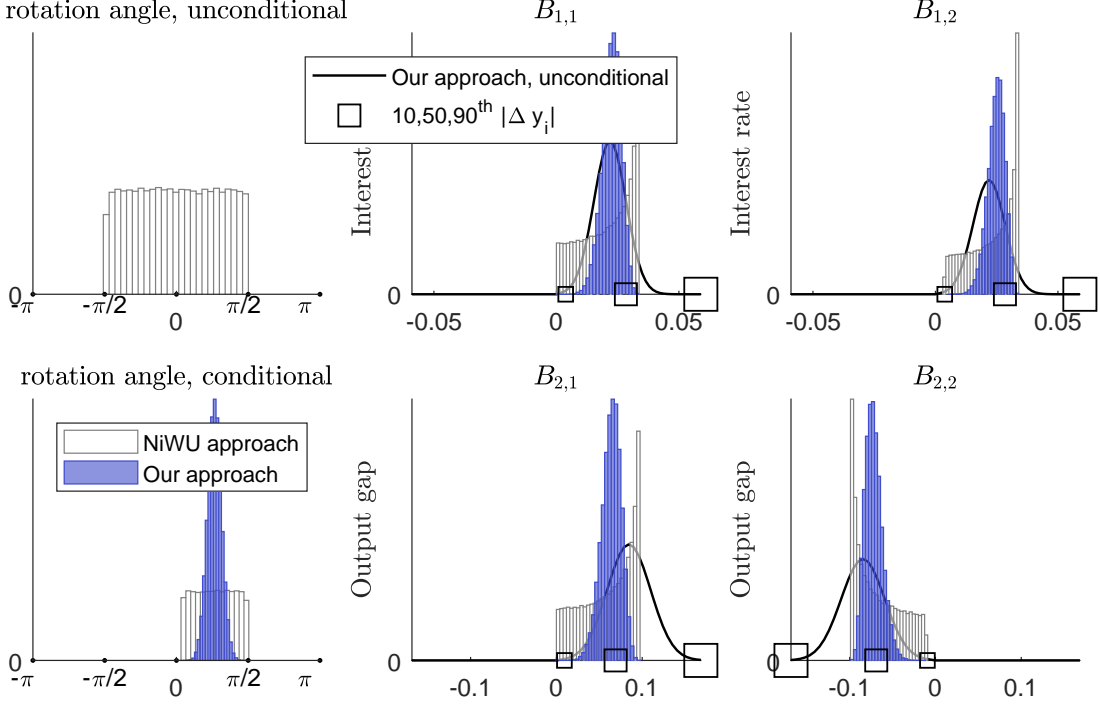 rotation angle, unconditional
0
-π
-π/2
0
π/2
π
B1,1
Our approach, unconditional
10,50,90th |Δ yi|
Interest
0
-0.05
0
0.05
B1,2
Interest rate
0
-0.05
0
0.05
rotation angle, conditional
NiWU approach
Our approach
0
-π
-π/2
0
π/2
π
B2,1
Output gap
0
-0.1
0
0.1
B2,2
Output gap
0
-0.1
0
0.1